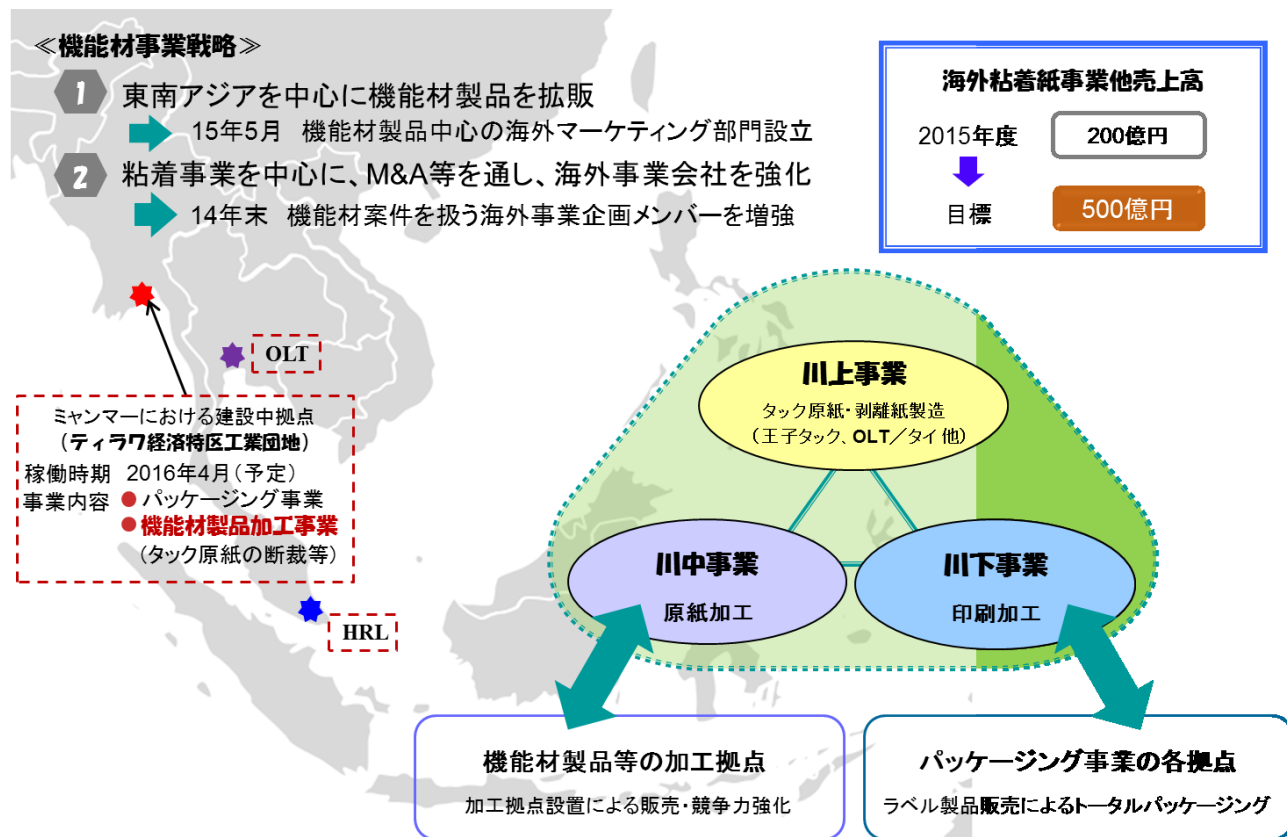 ≪機能材事業戦略≫
1 東南アジアを中心に機能材製品を拡販
15年5月 機能材製品中心の海外マーケティング部門設立
2 粘着事業を中心に、M&A等を通し、海外事業会社を強化
14年末 機能材案件を扱う海外事業企画メンバーを増強
海外粘着紙事業他売上高
2015年度 200億円
目標 500億円
OLT
ミャンマーにおける建設中拠点
(ティラワ経済特区工業団地)
稼働時期 2016年4月(予定)
事業内容 ●パッケージング事業
●機能材製品加工事業
(タック原紙の断裁等)
HRL
川上事業
タック原紙・剥離紙製造
(王子タック、OLT/タイ他)
川中事業
原紙加工
川下事業
印刷加工
機能材製品等の加工拠点
加工拠点設置による販売・競争力強化
パッケージング事業の各拠点
ラベル製品販売によるトータルパッケージング